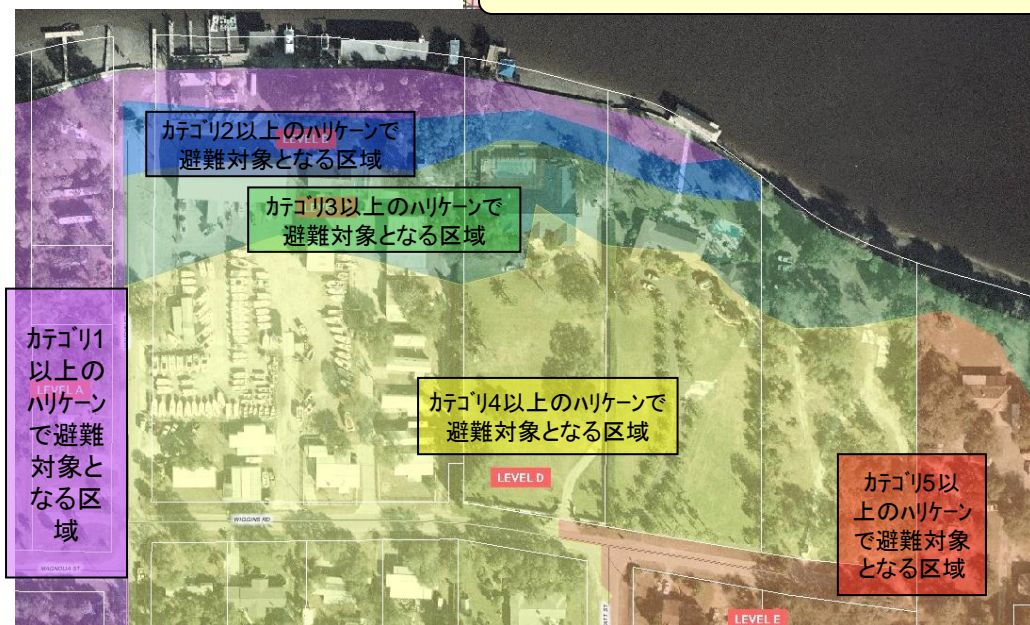 カテゴリ2以上のハリケーンで
LEVEL B
避難対象となる区域
カテゴリ3以上のハリケーンで
避難対象となる区域
カテゴリ1
以上の
LEVEL A
ハリケーン
で避難
対象と
なる区
域
カテゴリ4以上のハリケーンで
避難対象となる区域
LEVEL D
カテゴリ5以
上のハリケーン
で避難対象
となる区域
WIGGINS RD
MAGNOLIA ST
LEVEL E